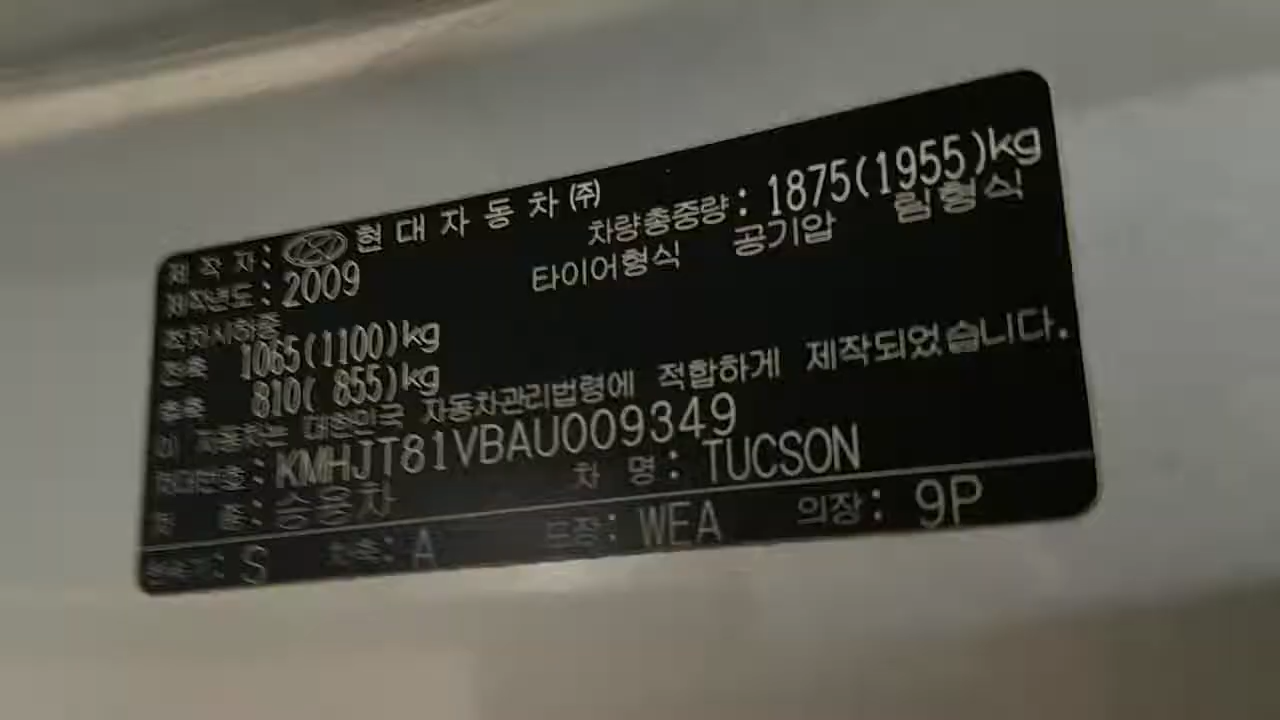 제 작 자 : 현 대 자 동 차 ㈜
제작년도 : 2009
차량총중량 : 1875(1955)kg
타이어형식 공기압 림형식
적차시하중
전축 1065(1100)kg
후축 810( 855)kg
이 자동차는 대한민국 자동차관리법령에 적합하게 제작되었습니다.
차대번호 : KMHJT81VBAU009349
차 종 : 승용차 차 명 : TUCSON
: S 차축 : A 도장 : WEA 의장 : 9P